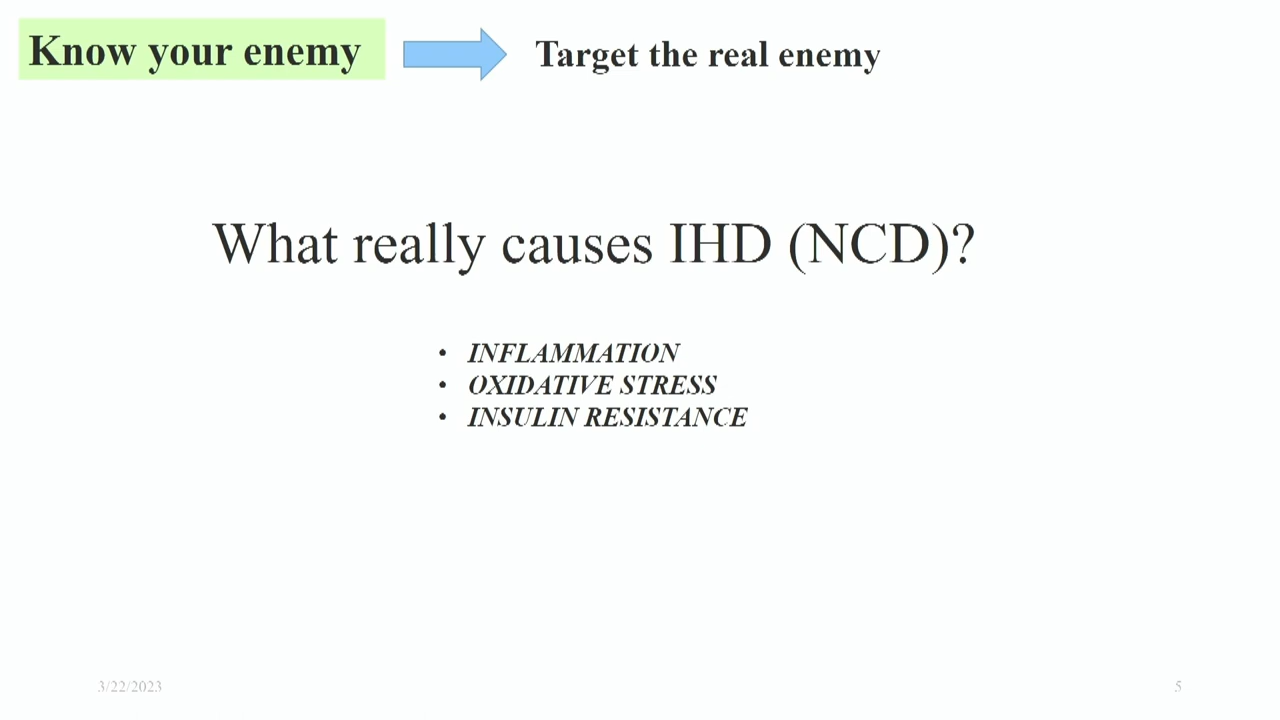 Know your enemy
Target the real enemy
What really causes IHD (NCD)?
• INFLAMMATION
• OXIDATIVE STRESS
• INSULIN RESISTANCE
3/22/2023
5